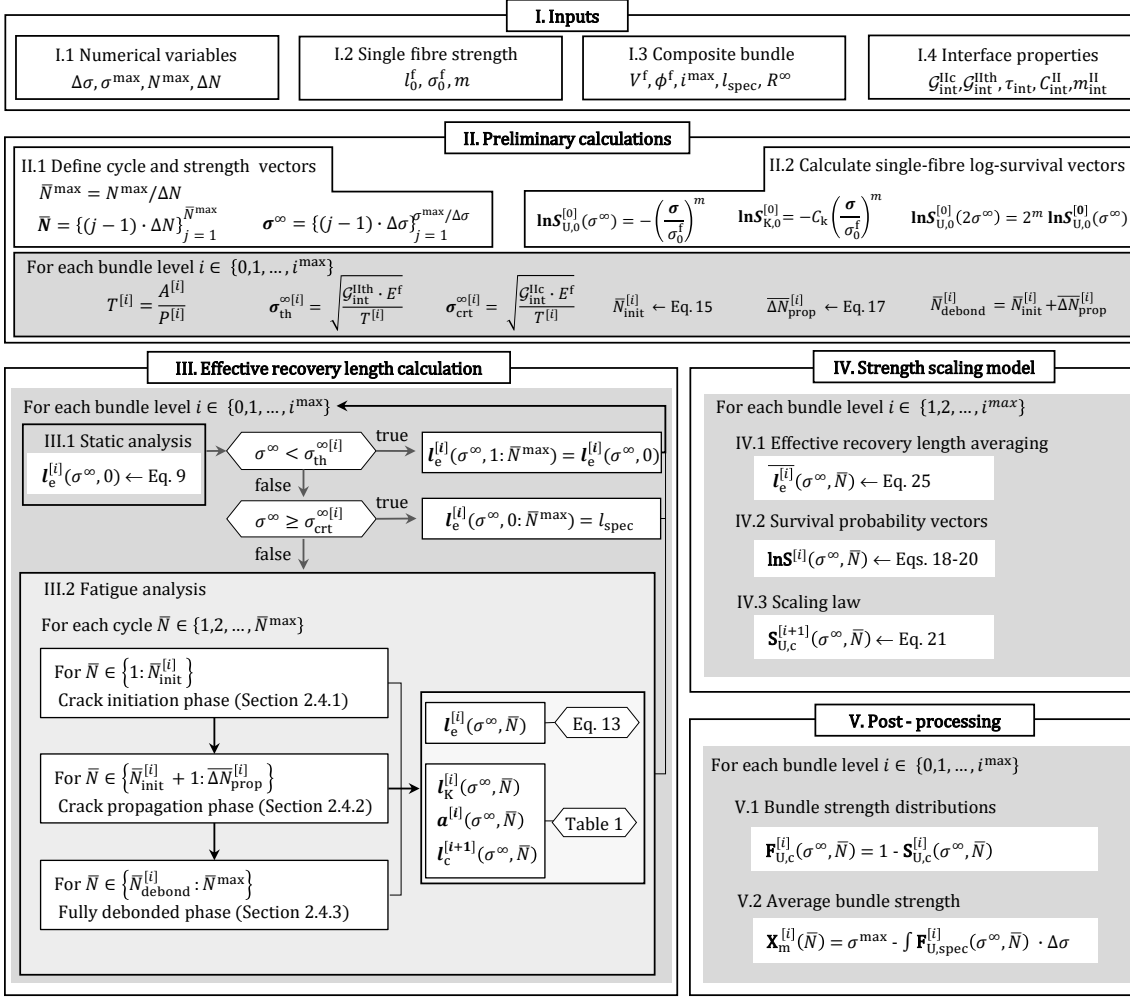 I. Inputs
I.1 Numerical variables
Δσ, σ^max, N^max, ΔN
I.2 Single fibre strength
l_0^f, σ_0^f, m
I.3 Composite bundle
V^f, ϕ^f, i^max, l_spec, R^∞
I.4 Interface properties
𝒢_int^IIc, 𝒢_int^IIth, τ_int, C_int^II, m_int^II
II. Preliminary calculations
II.1 Define cycle and strength vectors
N̄^max = N^max/ΔN
N̄ = {(j − 1) · ΔN}_{j = 1}^{N̄^max}
σ^∞ = {(j − 1) · Δσ}_{j = 1}^{σ^max/Δσ}
II.2 Calculate single-fibre log-survival vectors
lnS_{U,0}^{[0]}(σ^∞) = −(σ/σ_0^f)^m
lnS_{K,0}^{[0]} = −C_k(σ/σ_0^f)^m
lnS_{U,0}^{[0]}(2σ^∞) = 2^m lnS_{U,0}^{[0]}(σ^∞)
For each bundle level i ∈ {0,1, … , i^max}
T^{[i]} = A^{[i]}/P^{[i]}
σ_th^{∞[i]} = √(𝒢_int^IIth · E^f / T^{[i]})
σ_crt^{∞[i]} = √(𝒢_int^IIc · E^f / T^{[i]})
N̄_init^{[i]} ← Eq. 15
ΔN̄_prop^{[i]} ← Eq. 17
N̄_debond^{[i]} = N̄_init^{[i]} + ΔN̄_prop^{[i]}
III. Effective recovery length calculation
For each bundle level i ∈ {0,1, … , i^max}
III.1 Static analysis
l_e^{[i]}(σ^∞, 0) ← Eq. 9
σ^∞ < σ_th^{∞[i]}
true
l_e^{[i]}(σ^∞, 1: N̄^max) = l_e^{[i]}(σ^∞, 0)
false
σ^∞ ≥ σ_crt^{∞[i]}
true
l_e^{[i]}(σ^∞, 0: N̄^max) = l_spec
false
III.2 Fatigue analysis
For each cycle N̄ ∈ {1,2, … , N̄^max}
For N̄ ∈ {1: N̄_init^{[i]}}
Crack initiation phase (Section 2.4.1)
For N̄ ∈ {N̄_init^{[i]} + 1: ΔN̄_prop^{[i]}}
Crack propagation phase (Section 2.4.2)
For N̄ ∈ {N̄_debond^{[i]} : N̄^max}
Fully debonded phase (Section 2.4.3)
l_e^{[i]}(σ^∞, N̄)
Eq. 13
l_K^{[i]}(σ^∞, N̄)
a^{[i]}(σ^∞, N̄)
l_c^{[i+1]}(σ^∞, N̄)
Table 1
IV. Strength scaling model
For each bundle level i ∈ {1,2, … , i^max}
IV.1 Effective recovery length averaging
l̄_e^{[i]}(σ^∞, N̄) ← Eq. 25
IV.2 Survival probability vectors
lnS^{[i]}(σ^∞, N̄) ← Eqs. 18-20
IV.3 Scaling law
S_{U,c}^{[i+1]}(σ^∞, N̄) ← Eq. 21
V. Post - processing
For each bundle level i ∈ {0,1, … , i^max}
V.1 Bundle strength distributions
F_{U,c}^{[i]}(σ^∞, N̄) = 1 - S_{U,c}^{[i]}(σ^∞, N̄)
V.2 Average bundle strength
X_m^{[i]}(N̄) = σ^max - ∫ F_{U,spec}^{[i]}(σ^∞, N̄) · Δσ